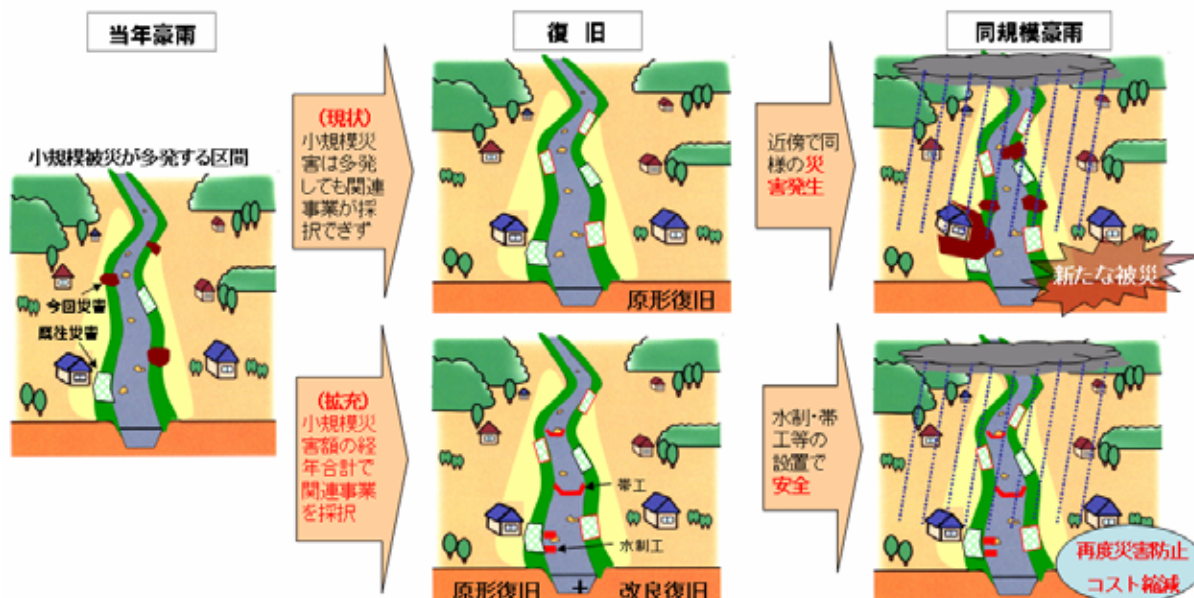 当年豪雨
復 旧
同規模豪雨
小規模被災が多発する区間
今回災害
既往災害
(現状)
小規模災
害は多発
しても関連
事業が採
択できず
原形復旧
近傍で同
様の災
害発生
新たな被災
(拡充)
小規模災
害額の経
年合計で
関連事業
を採択
帯工
水制工
原形復旧 + 改良復旧
水制・帯
工等の
設置で
安全
再度災害防止
コスト縮減